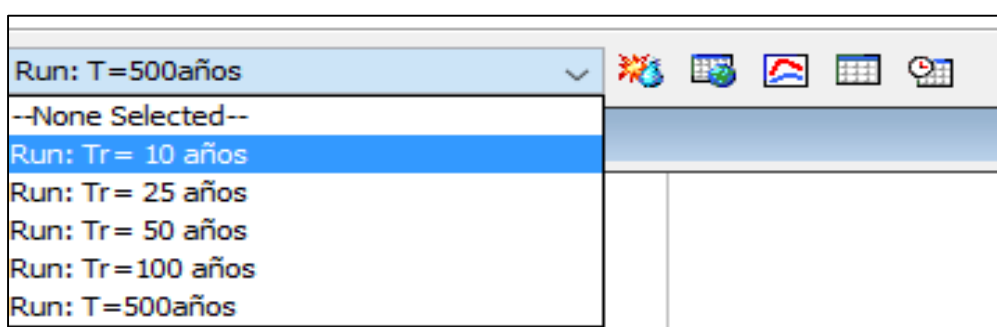 Run: T=500años
--None Selected--
Run: Tr= 10 años
Run: Tr= 25 años
Run: Tr= 50 años
Run: Tr=100 años
Run: T=500años